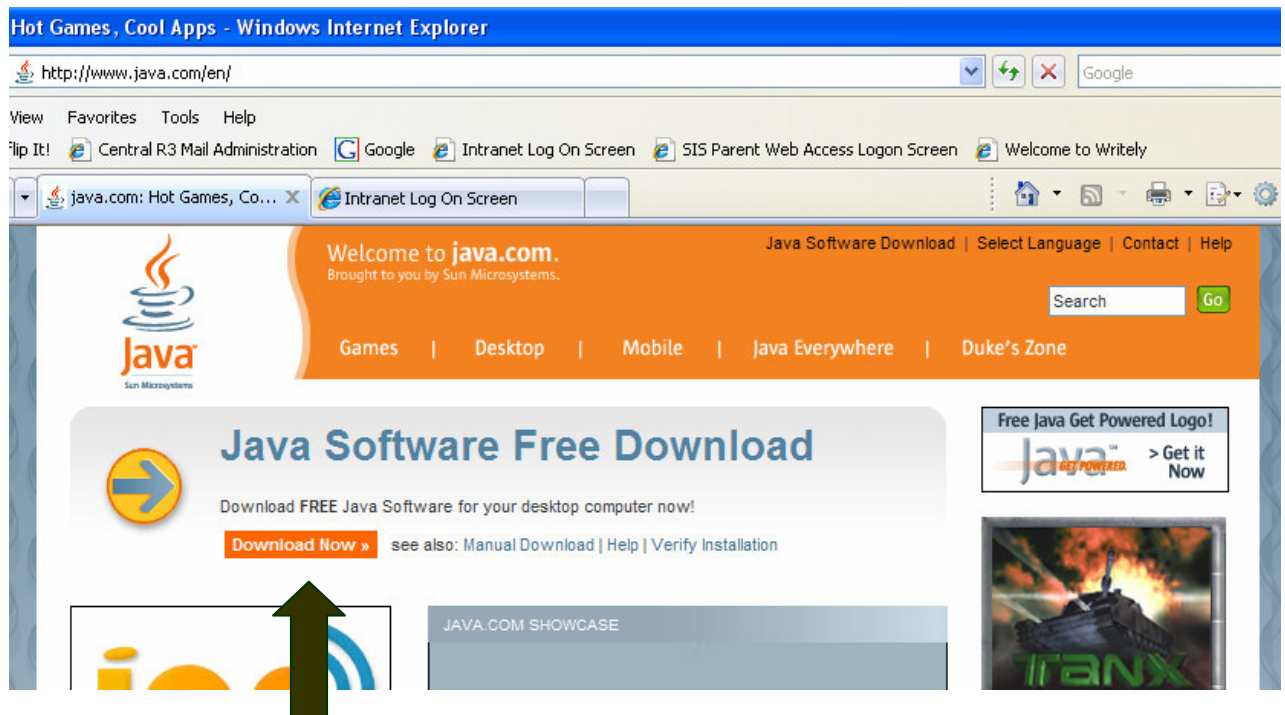 Hot Games, Cool Apps - Windows Internet Explorer
http://www.java.com/en/
Google
View Favorites Tools Help
Flip It! Central R3 Mail Administration Google Intranet Log On Screen SIS Parent Web Access Logon Screen Welcome to Writely
java.com: Hot Games, Co... Intranet Log On Screen
Java Software Download | Select Language | Contact | Help
Welcome to java.com.
Brought to you by Sun Microsystems.
Search Go
Java
Sun Microsystems
Games | Desktop | Mobile | Java Everywhere | Duke's Zone
Java Software Free Download
Download FREE Java Software for your desktop computer now!
Download Now » see also: Manual Download | Help | Verify Installation
Free Java Get Powered Logo!
Java™ GET POWERED. > Get it Now
JAVA.COM SHOWCASE
TRANX